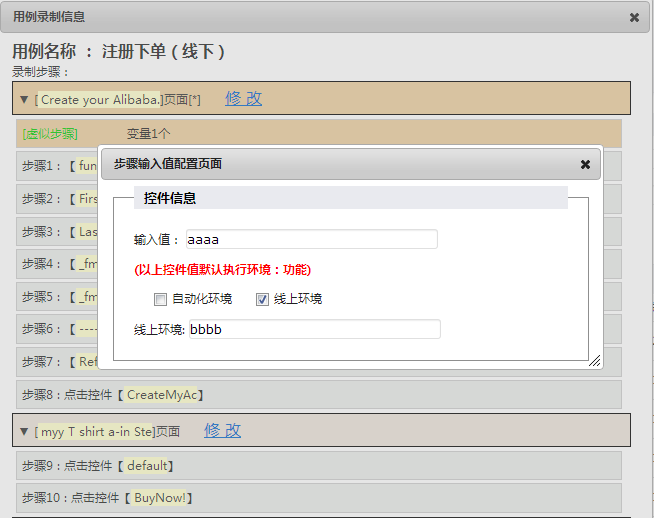 用例录制信息
用例名称 ： 注册下单（线下）
录制步骤：
▼ [ Create your Alibaba.]页面[*] 修 改
[虚似步骤] 变量1个
步骤1：【 fun
步骤2：【 Firs
步骤3：【 Las
步骤4：【 _fm
步骤5：【 _fm
步骤6：【 ----
步骤7：【 Ref
步骤输入值配置页面
控件信息
输入值： aaaa
(以上控件值默认执行环境：功能)
自动化环境 线上环境
线上环境: bbbb
步骤8：点击控件【 CreateMyAc】
▼ [ myy T shirt a-in Ste]页面 修 改
步骤9：点击控件【 default】
步骤10：点击控件【 BuyNow!】